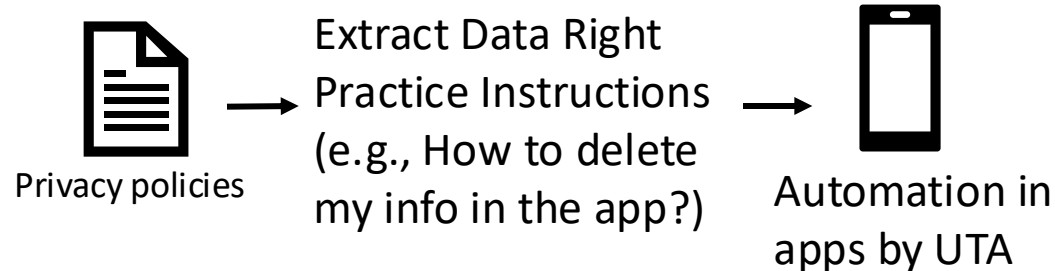 Privacy policies
Extract Data Right
Practice Instructions
(e.g., How to delete
my info in the app?)
Automation in
apps by UTA